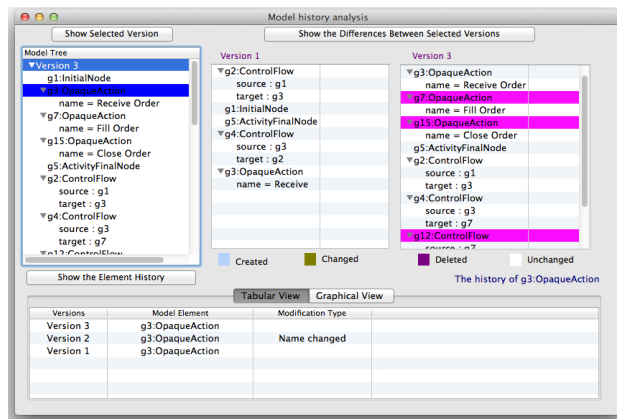 Model history analysis
Show Selected Version
Show the Differences Between Selected Versions
Model Tree
Version 3
g1:InitialNode
g3:OpaqueAction
name = Receive Order
g7:OpaqueAction
name = Fill Order
g15:OpaqueAction
name = Close Order
g5:ActivityFinalNode
g2:ControlFlow
source : g1
target : g3
g4:ControlFlow
source : g3
target : g7
g12:ControlFlow
Version 1
g2:ControlFlow
source : g1
target : g3
g1:InitialNode
g5:ActivityFinalNode
g4:ControlFlow
source : g3
target : g2
g3:OpaqueAction
name = Receive
Version 3
g3:OpaqueAction
name = Receive Order
g7:OpaqueAction
name = Fill Order
g15:OpaqueAction
name = Close Order
g5:ActivityFinalNode
g2:ControlFlow
source : g1
target : g3
g4:ControlFlow
source : g3
target : g7
g12:ControlFlow
source : g7
Created
Changed
Deleted
Unchanged
Show the Element History
The history of g3:OpaqueAction
Tabular View Graphical View
Versions Model Element Modification Type
Version 3 g3:OpaqueAction
Version 2 g3:OpaqueAction Name changed
Version 1 g3:OpaqueAction